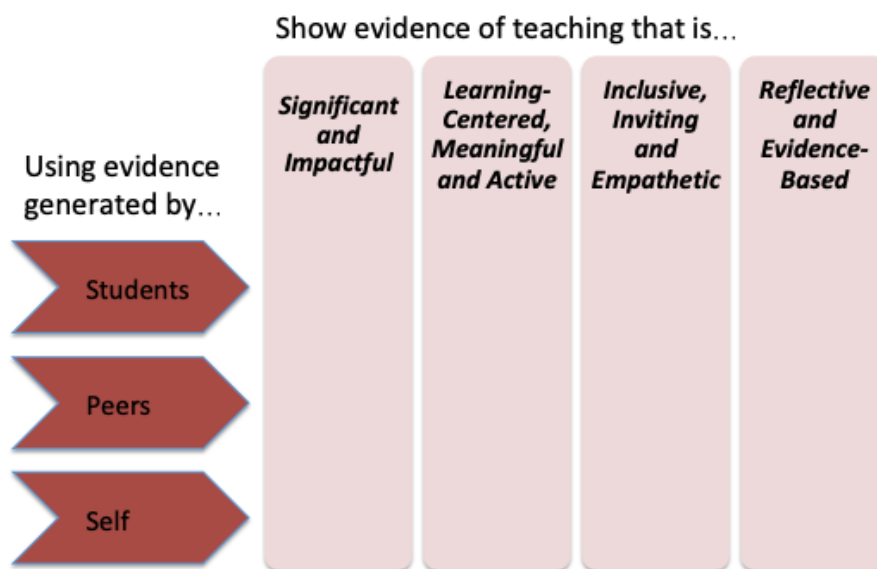 Show evidence of teaching that is...
Significant
and
Impactful
Learning-
Centered,
Meaningful
and Active
Inclusive,
Inviting
and
Empathetic
Reflective
and
Evidence-
Based
Using evidence
generated by...
Students
Peers
Self